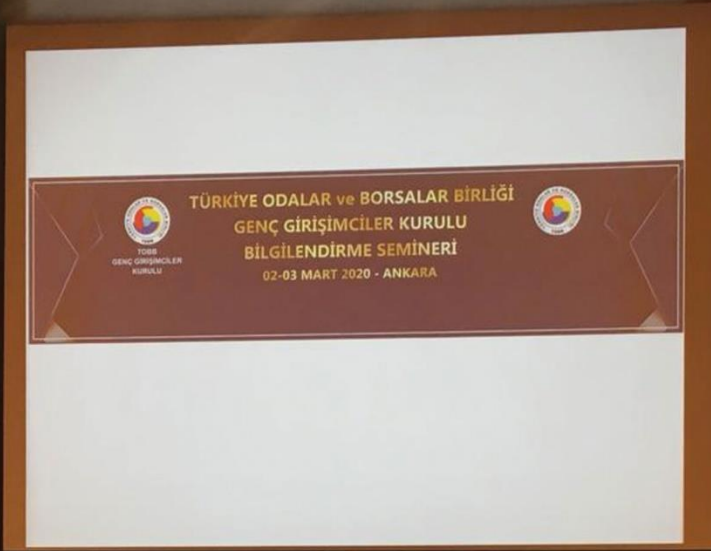 TÜRKİYE ODALAR ve BORSALAR BİRLİĞİ
GENÇ GİRİŞİMCİLER KURULU
BİLGİLENDİRME SEMİNERİ
02-03 MART 2020 - ANKARA
TOBB
GENÇ GİRİŞİMCİLER
KURULU